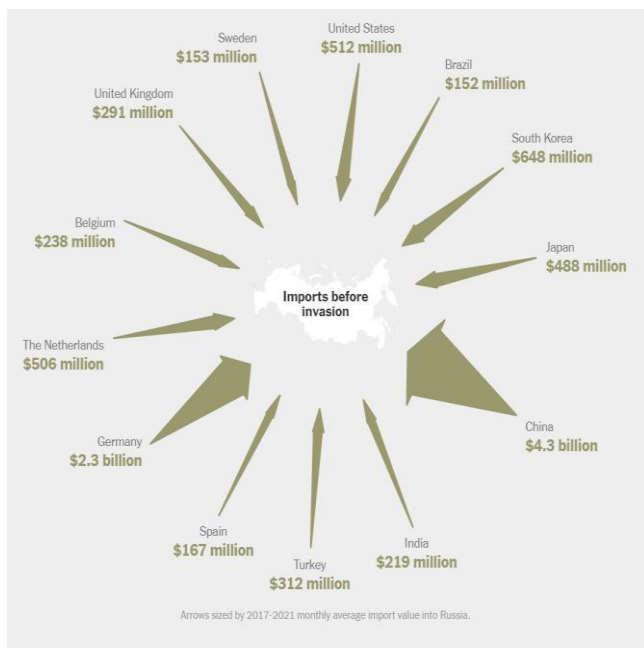 United States
$512 million
Sweden
$153 million
Brazil
$152 million
United Kingdom
$291 million
South Korea
$648 million
Belgium
$238 million
Japan
$488 million
Imports before
invasion
The Netherlands
$506 million
China
$4.3 billion
Germany
$2.3 billion
Spain
$167 million
India
$219 million
Turkey
$312 million
Arrows sized by 2017-2021 monthly average import value into Russia.